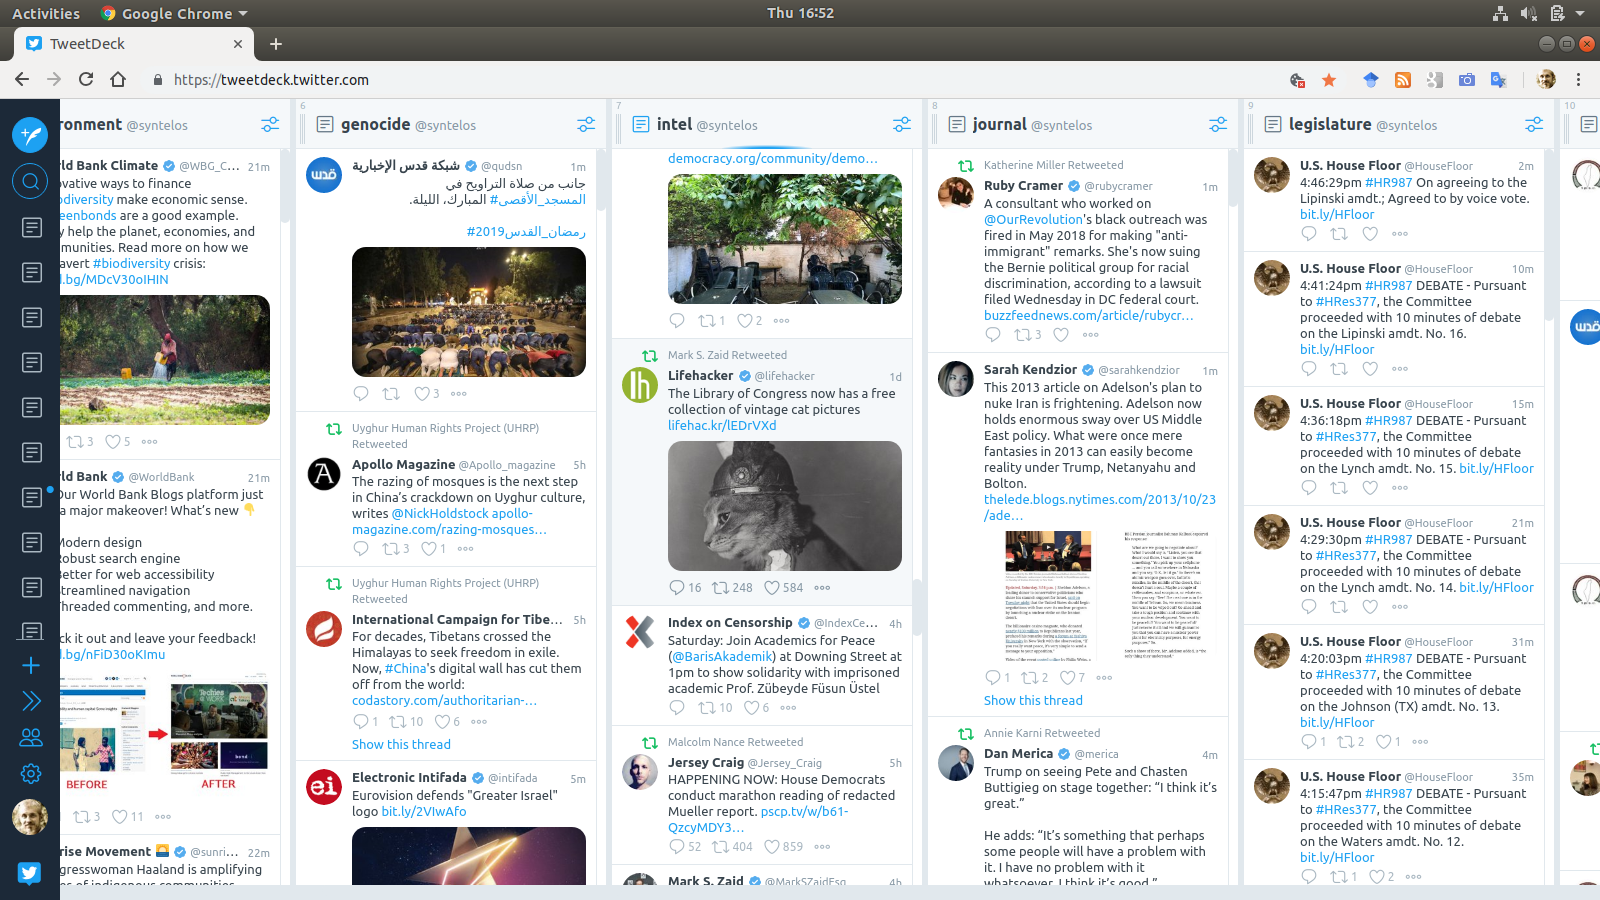 Activities
Google Chrome
Thu 16:52
TweetDeck
https://tweetdeck.twitter.com
ronment @syntelos
ld Bank Climate @WBG_C... 21m
ovative ways to finance
odiversity make economic sense.
eenbonds are a good example.
y help the planet, economies, and
mmunities. Read more on how we
avert #biodiversity crisis:
d.bg/MDcV30oIHIN
3 5
ld Bank @WorldBank 21m
Our World Bank Blogs platform just
a major makeover! What's new 👇
Modern design
Robust search engine
Better for web accessibility
Streamlined navigation
Threaded commenting, and more.
ck it out and leave your feedback!
d.bg/nFiD30oKImu
BEFORE AFTER
3 11
rise Movement 🌅 @sunri... 22m
gresswoman Haaland is amplifying
6
genocide @syntelos
شبكة قدس الإخبارية @qudsn 1m
جانب من صلاة التراويح في
#المسجد_الأقصى المبارك، الليلة.
#رمضان_القدس2019
3
Uyghur Human Rights Project (UHRP)
Retweeted
Apollo Magazine @Apollo_magazine 5h
The razing of mosques is the next step
in China's crackdown on Uyghur culture,
writes @NickHoldstock apollo-
magazine.com/razing-mosques...
3 1
Uyghur Human Rights Project (UHRP)
Retweeted
International Campaign for Tibe... 5h
For decades, Tibetans crossed the
Himalayas to seek freedom in exile.
Now, #China's digital wall has cut them
off from the world:
codastory.com/authoritarian-...
1 10 6
Show this thread
ei
Electronic Intifada @intifada 5m
Eurovision defends "Greater Israel"
logo bit.ly/2VIwAfo
7
intel @syntelos
democracy.org/community/demo...
1 2
Mark S. Zaid Retweeted
lh
Lifehacker @lifehacker 1d
The Library of Congress now has a free
collection of vintage cat pictures
lifehac.kr/lEDrVXd
16 248 584
Index on Censorship @IndexCe... 4h
Saturday: Join Academics for Peace
(@BarisAkademik) at Downing Street at
1pm to show solidarity with imprisoned
academic Prof. Zübeyde Füsun Üstel
10 6
Malcolm Nance Retweeted
Jersey Craig @Jersey_Craig 5h
HAPPENING NOW: House Democrats
conduct marathon reading of redacted
Mueller report. pscp.tv/w/b61-
QzcyMDY3...
52 404 859
Mark S. Zaid @MarkSZaidEsq 4h
8
journal @syntelos
Katherine Miller Retweeted
Ruby Cramer @rubycramer 1m
A consultant who worked on
@OurRevolution's black outreach was
fired in May 2018 for making "anti-
immigrant" remarks. She's now suing
the Bernie political group for racial
discrimination, according to a lawsuit
filed Wednesday in DC federal court.
buzzfeednews.com/article/rubycr...
3
Sarah Kendzior @sarahkendzior 1m
This 2013 article on Adelson's plan to
nuke Iran is frightening. Adelson now
holds enormous sway over US Middle
East policy. What were once mere
fantasies in 2013 can easily become
reality under Trump, Netanyahu and
Bolton.
thelede.blogs.nytimes.com/2013/10/23
/ade...
1 2 7
Show this thread
Annie Karni Retweeted
Dan Merica @merica 4m
Trump on seeing Pete and Chasten
Buttigieg on stage together: “I think it's
great.”
He adds: “It's something that perhaps
some people will have a problem with
it. I have no problem with it
whatsoever. I think it's good.”
9
legislature @syntelos
U.S. House Floor @HouseFloor 2m
4:46:29pm #HR987 On agreeing to the
Lipinski amdt.; Agreed to by voice vote.
bit.ly/HFloor
U.S. House Floor @HouseFloor 10m
4:41:24pm #HR987 DEBATE - Pursuant
to #HRes377, the Committee
proceeded with 10 minutes of debate
on the Lipinski amdt. No. 16.
bit.ly/HFloor
U.S. House Floor @HouseFloor 15m
4:36:18pm #HR987 DEBATE - Pursuant
to #HRes377, the Committee
proceeded with 10 minutes of debate
on the Lynch amdt. No. 15. bit.ly/HFloor
U.S. House Floor @HouseFloor 21m
4:29:30pm #HR987 DEBATE - Pursuant
to #HRes377, the Committee
proceeded with 10 minutes of debate
on the Lynch amdt. No. 14. bit.ly/HFloor
U.S. House Floor @HouseFloor 31m
4:20:03pm #HR987 DEBATE - Pursuant
to #HRes377, the Committee
proceeded with 10 minutes of debate
on the Johnson (TX) amdt. No. 13.
bit.ly/HFloor
1 2 1
U.S. House Floor @HouseFloor 35m
4:15:47pm #HR987 DEBATE - Pursuant
to #HRes377, the Committee
proceeded with 10 minutes of debate
on the Waters amdt. No. 12.
bit.ly/HFloor
1 2
10